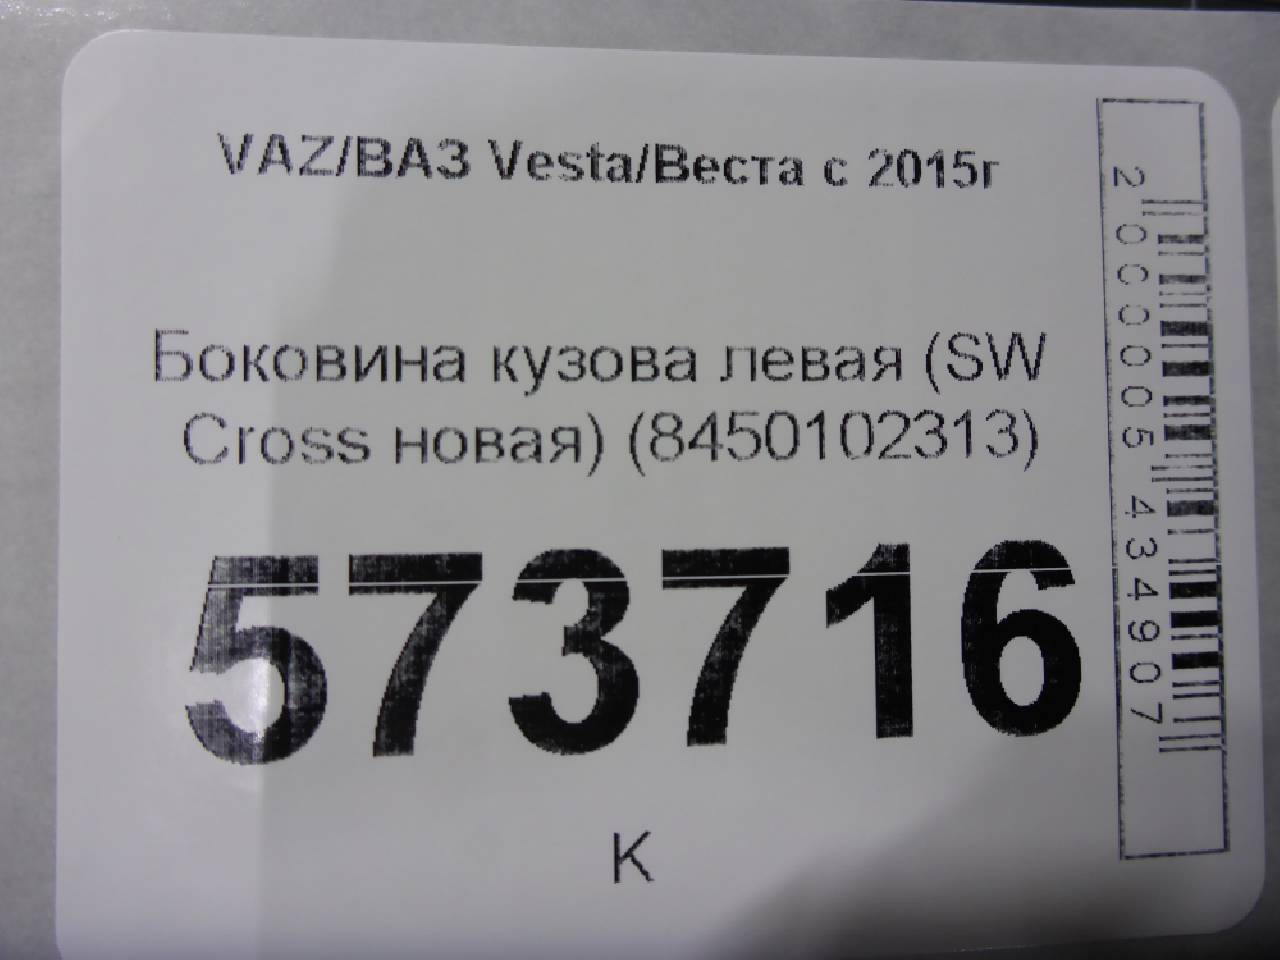 VAZ/ВАЗ Vesta/Веста с 2015г
Боковина кузова левая (SW
Cross новая) (8450102313)
573716
К
2000005434907